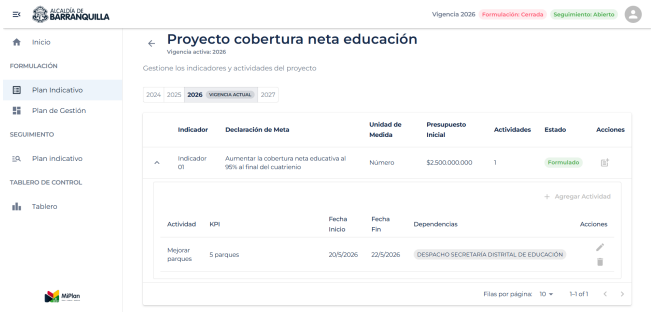 ALCALDÍA DE
BARRANQUILLA
Vigencia 2026 Formulación: Cerrada Seguimiento: Abierto
Inicio
FORMULACIÓN
Plan Indicativo
Plan de Gestión
SEGUIMIENTO
Plan indicativo
TABLERO DE CONTROL
Tablero
MiPlan
Proyecto cobertura neta educación
Vigencia activa: 2026
Gestione los indicadores y actividades del proyecto
2024 2025 2026 VIGENCIA ACTUAL 2027
Indicador Declaración de Meta Unidad de Medida Presupuesto Inicial Actividades Estado Acciones
Indicador 01 Aumentar la cobertura neta educativa al 95% al final del cuatrienio Número $2.500.000.000 1 Formulado
+ Agregar Actividad
Actividad KPI Fecha Inicio Fecha Fin Dependencias Acciones
Mejorar parques 5 parques 20/5/2026 22/5/2026 DESPACHO SECRETARÍA DISTRITAL DE EDUCACIÓN
Filas por página: 10 1-1 of 1